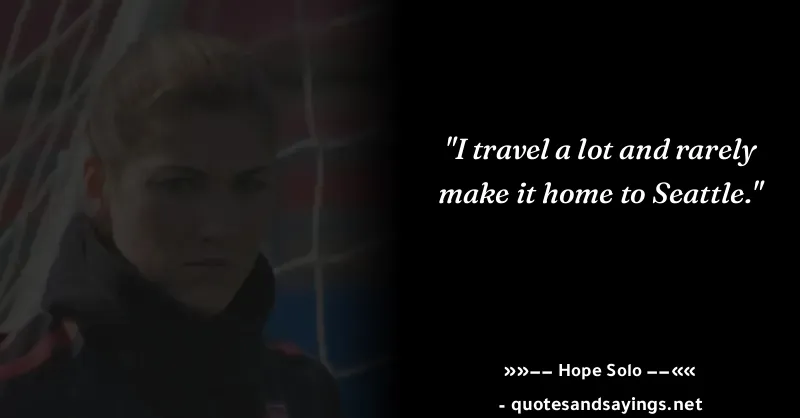 "I travel a lot and rarely
make it home to Seattle."
»»-- Hope Solo --««
- quotesandsayings.net